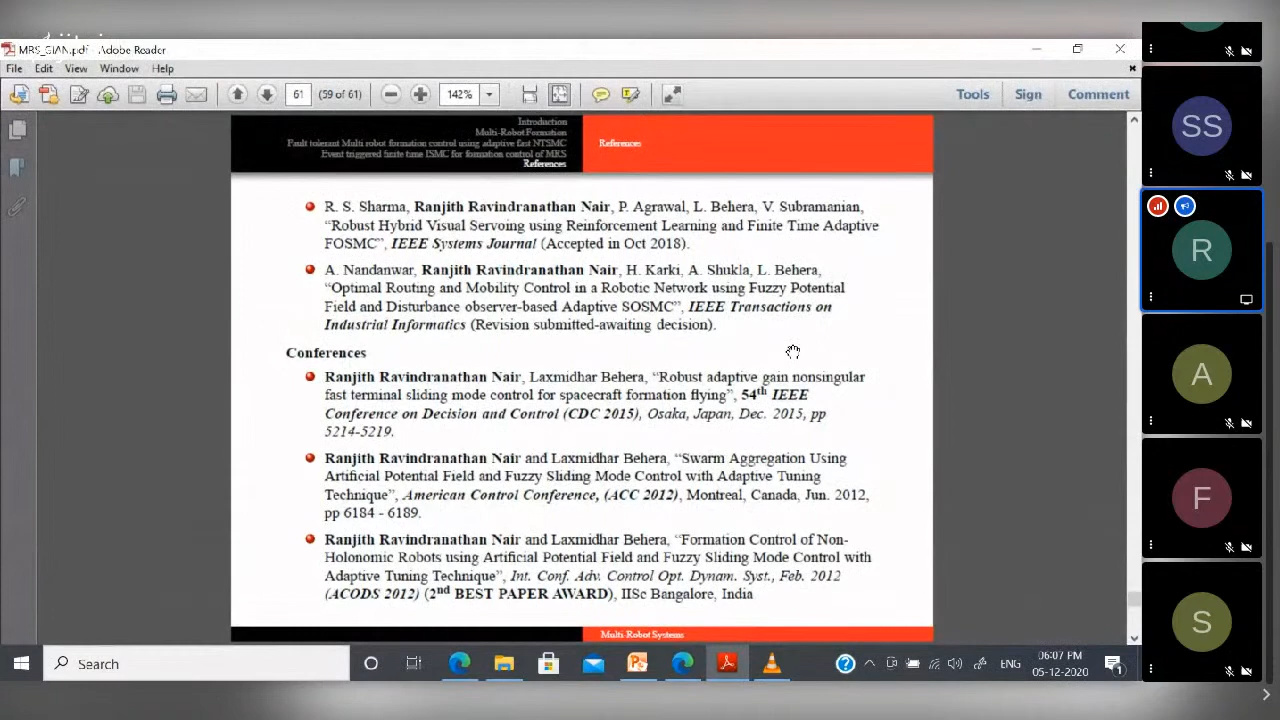 MRS_GIAN.pdf - Adobe Reader
File Edit View Window Help
61 (59 of 61) 142% Tools Sign Comment
Introduction
Multi-Robot Formation
Fault tolerant Multi robot formation control using adaptive fast NTSMC
Event triggered finite time ISMC for formation control of MRS
References
References
R. S. Sharma, Ranjith Ravindranathan Nair, P. Agrawal, L. Behera, V. Subramanian,
“Robust Hybrid Visual Servoing using Reinforcement Learning and Finite Time Adaptive
FOSMC”, IEEE Systems Journal (Accepted in Oct 2018).
A. Nandanwar, Ranjith Ravindranathan Nair, H. Karki, A. Shukla, L. Behera,
“Optimal Routing and Mobility Control in a Robotic Network using Fuzzy Potential
Field and Disturbance observer-based Adaptive SOSMC”, IEEE Transactions on
Industrial Informatics (Revision submitted-awaiting decision).
Conferences
Ranjith Ravindranathan Nair, Laxmidhar Behera, “Robust adaptive gain nonsingular
fast terminal sliding mode control for spacecraft formation flying”, 54th IEEE
Conference on Decision and Control (CDC 2015), Osaka, Japan, Dec. 2015, pp
5214-5219.
Ranjith Ravindranathan Nair and Laxmidhar Behera, “Swarm Aggregation Using
Artificial Potential Field and Fuzzy Sliding Mode Control with Adaptive Tuning
Technique”, American Control Conference, (ACC 2012), Montreal, Canada, Jun. 2012,
pp 6184 - 6189.
Ranjith Ravindranathan Nair and Laxmidhar Behera, “Formation Control of Non-
Holonomic Robots using Artificial Potential Field and Fuzzy Sliding Mode Control with
Adaptive Tuning Technique”, Int. Conf. Adv. Control Opt. Dynam. Syst., Feb. 2012
(ACODS 2012) (2nd BEST PAPER AWARD), IISc Bangalore, India
Multi-Robot Systems
Search
ENG
06:07 PM
05-12-2020
1
SS
R
A
F
S